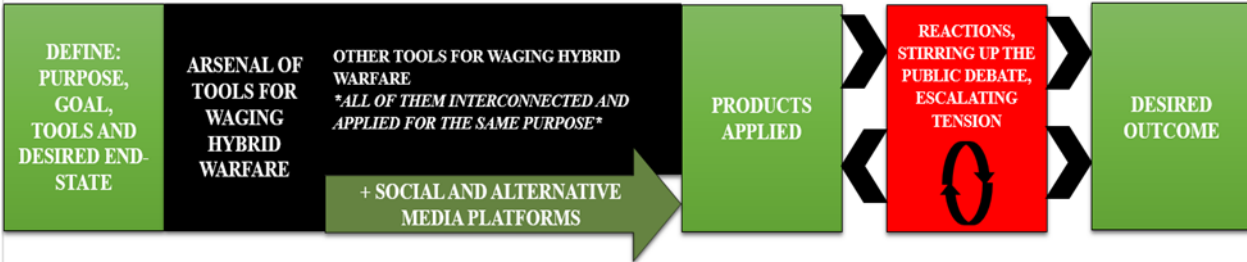 DEFINE:
PURPOSE,
GOAL,
TOOLS AND
DESIRED END-
STATE
ARSENAL OF
TOOLS FOR
WAGING
HYBRID
WARFARE
OTHER TOOLS FOR WAGING HYBRID
WARFARE
*ALL OF THEM INTERCONNECTED AND
APPLIED FOR THE SAME PURPOSE*
+ SOCIAL AND ALTERNATIVE
MEDIA PLATFORMS
PRODUCTS
APPLIED
REACTIONS,
STIRRING UP THE
PUBLIC DEBATE,
ESCALATING
TENSION
DESIRED
OUTCOME